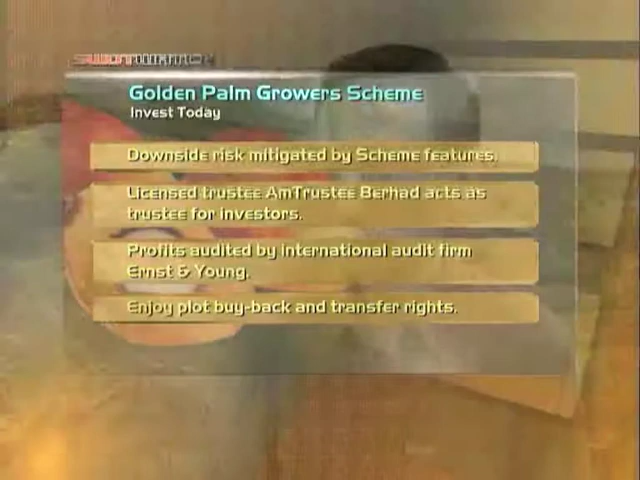 SWOTWATCH
Golden Palm Growers Scheme
Invest Today
Downside risk mitigated by Scheme features.
Licensed trustee AmTrustee Berhad acts as
trustee for investors.
Profits audited by international audit firm
Ernst & Young.
Enjoy plot buy-back and transfer rights.